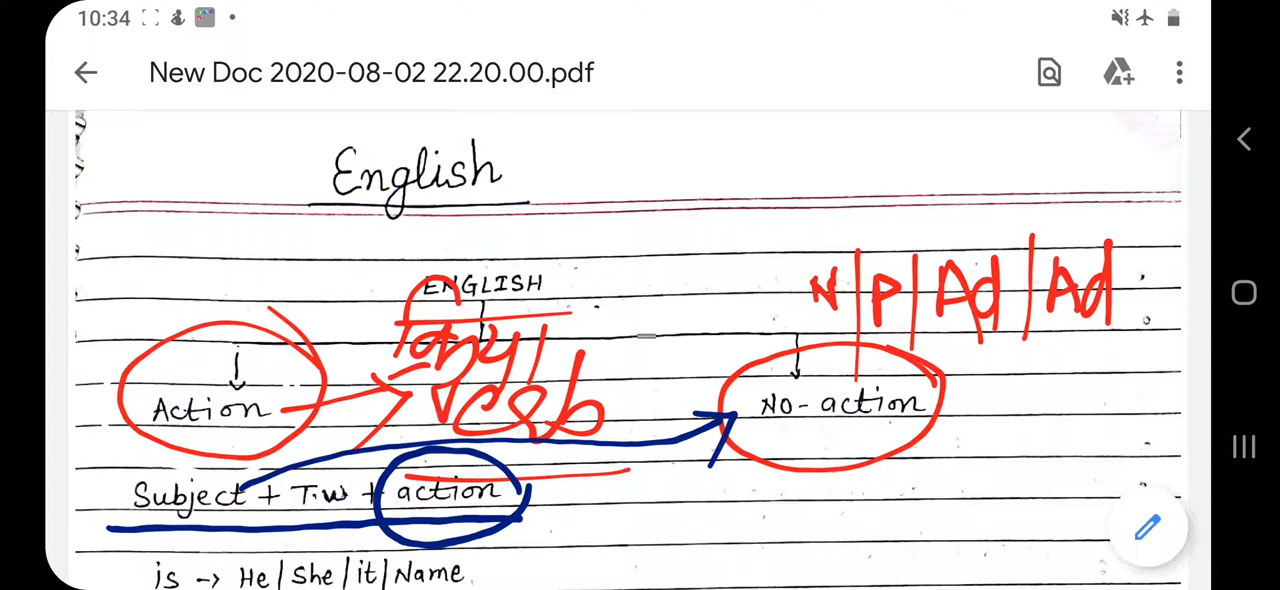 10:34
New Doc 2020-08-02 22.20.00.pdf
English
ENGLISH
N | P | Ad | Ad
Action
No-action
Subject + T.w + action
is → He | She | it | Name